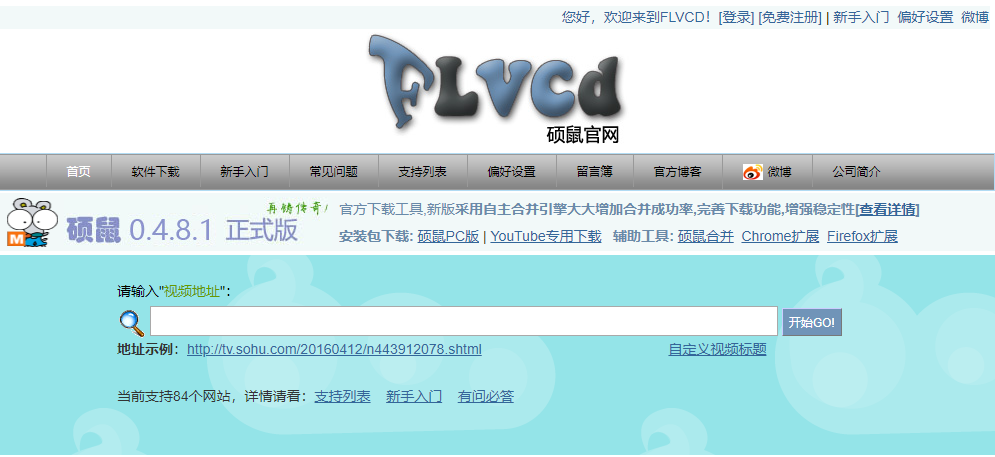 您好，欢迎来到FLVCD！[登录] [免费注册] | 新手入门 偏好设置 微博
FLVCD
硕鼠官网
首页 软件下载 新手入门 常见问题 支持列表 偏好设置 留言簿 官方博客 微博 公司简介
再铸传奇!
硕鼠 0.4.8.1 正式版
M
官方下载工具,新版采用自主合并引擎大大增加合并成功率,完善下载功能,增强稳定性[查看详情]
安装包下载: 硕鼠PC版 | YouTube专用下载 辅助工具: 硕鼠合并 Chrome扩展 Firefox扩展
请输入"视频地址"：
开始GO!
地址示例：http://tv.sohu.com/20160412/n443912078.shtml 自定义视频标题
当前支持84个网站，详情请看：支持列表 新手入门 有问必答